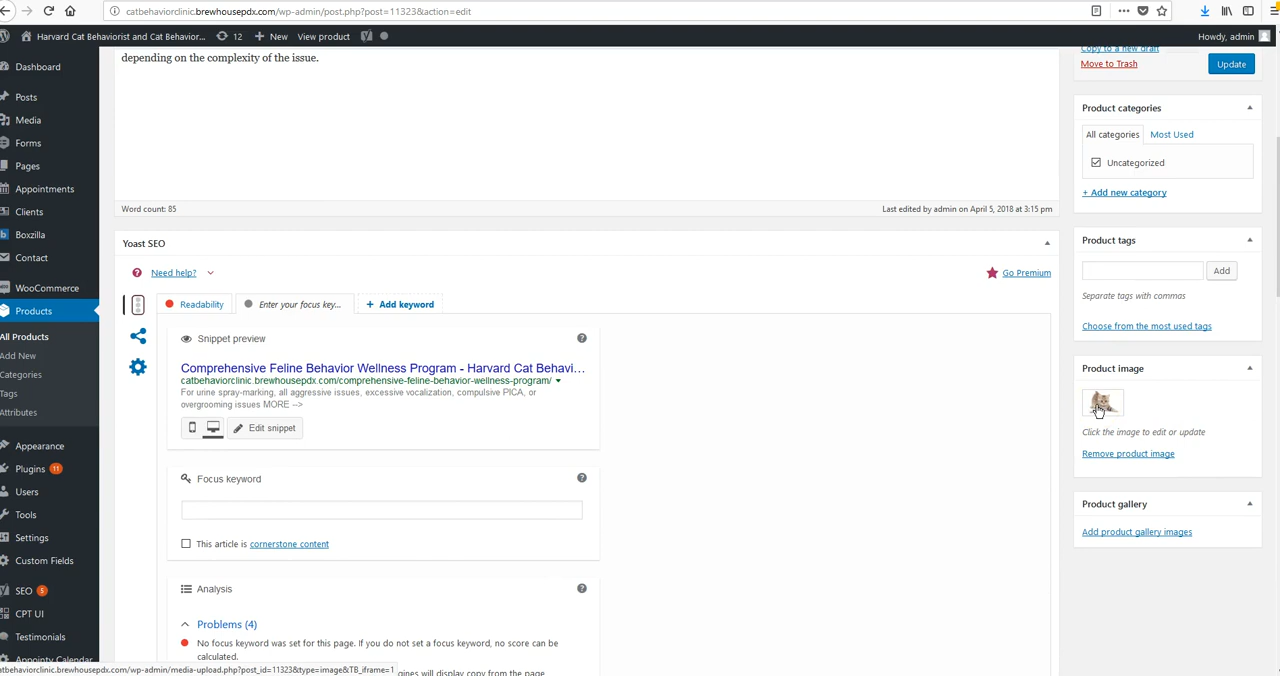 catbehaviorclinic.brewhousepdx.com/wp-admin/post.php?post=11323&action=edit
Harvard Cat Behaviorist and Cat Behavior... 12 New View product
Howdy, admin
Dashboard
Posts
Media
Forms
Pages
Appointments
Clients
Boxzilla
Contact
WooCommerce
Products
All Products
Add New
Categories
Tags
Attributes
Appearance
Plugins 11
Users
Tools
Settings
Custom Fields
SEO 5
CPT UI
Testimonials
Appointy Calendar
depending on the complexity of the issue.
Word count: 85
Last edited by admin on April 5, 2018 at 3:15 pm
Yoast SEO
Need help?
Go Premium
Readability
Enter your focus key...
+ Add keyword
Snippet preview
Comprehensive Feline Behavior Wellness Program - Harvard Cat Behavi...
catbehaviorclinic.brewhousepdx.com/comprehensive-feline-behavior-wellness-program/
For urine spray-marking, all aggressive issues, excessive vocalization, compulsive PICA, or
overgrooming issues MORE -->
Edit snippet
Focus keyword
This article is cornerstone content
Analysis
Problems (4)
No focus keyword was set for this page. If you do not set a focus keyword, no score can be
calculated.
gines will display copy from the page
Copy to a new draft
Move to Trash
Update
Product categories
All categories
Most Used
Uncategorized
+ Add new category
Product tags
Add
Separate tags with commas
Choose from the most used tags
Product image
Click the image to edit or update
Remove product image
Product gallery
Add product gallery images
atbehaviorclinic.brewhousepdx.com/wp-admin/media-upload.php?post_id=11323&type=image&TB_iframe=1